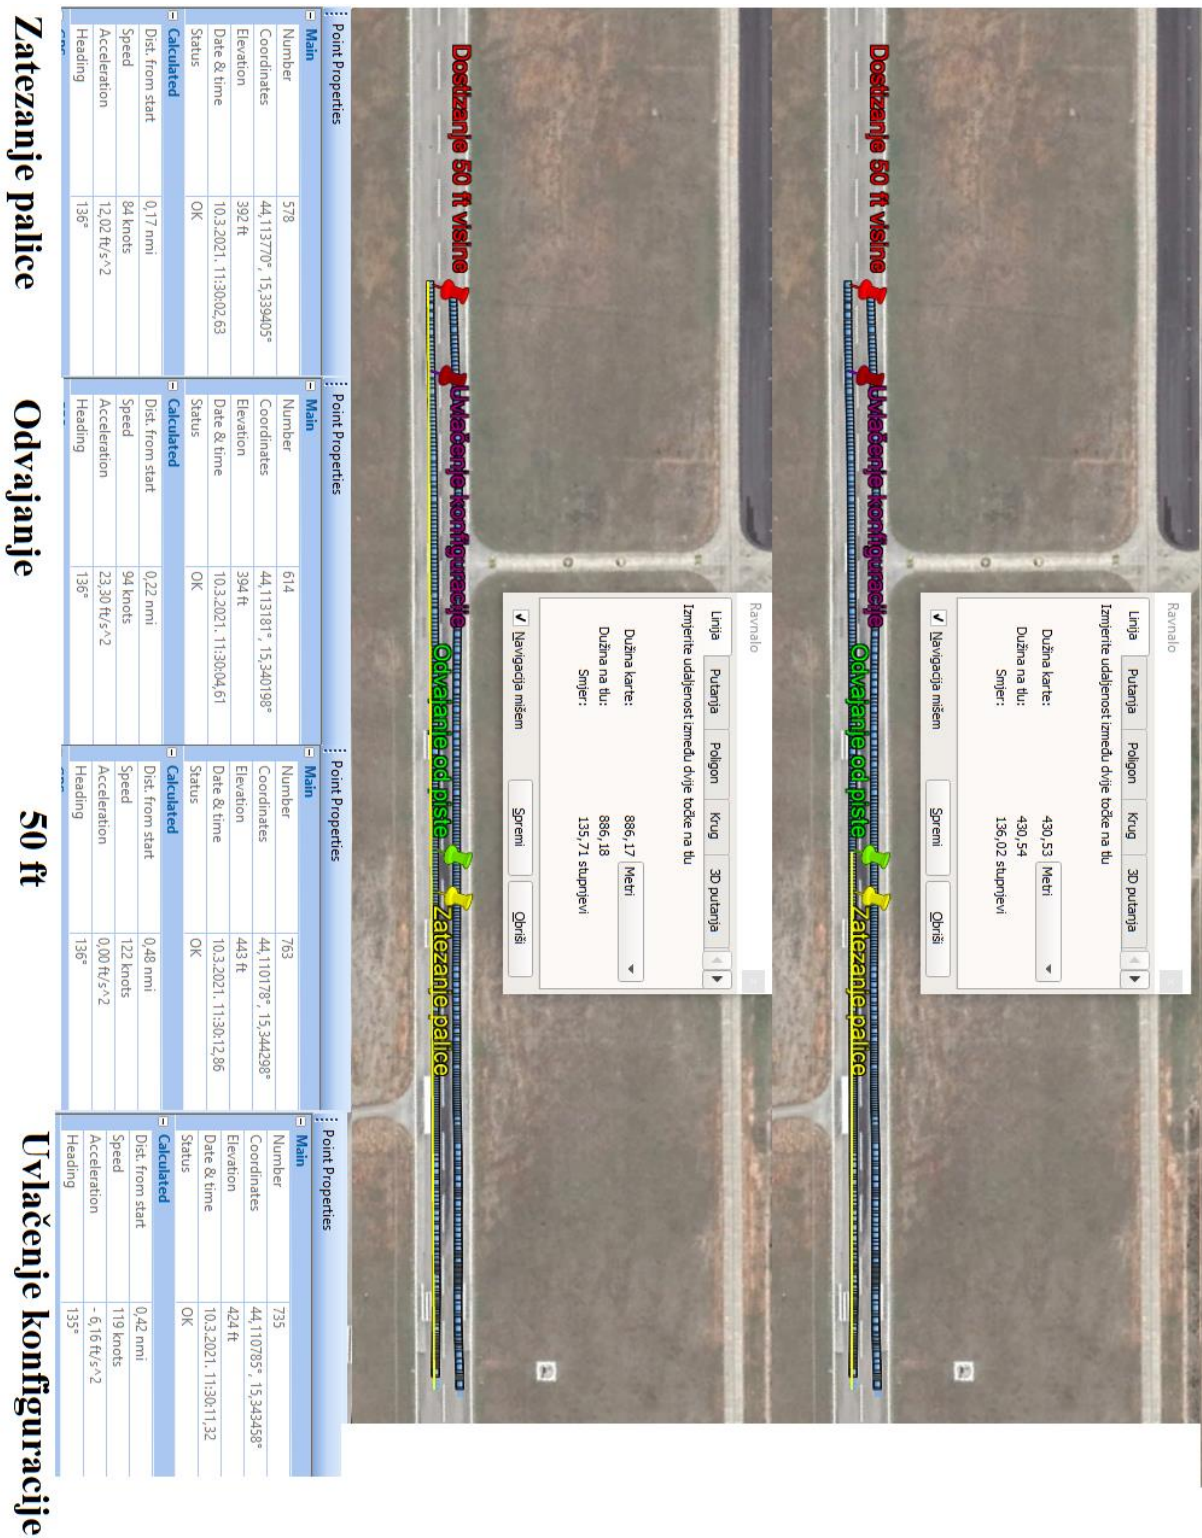 Ravnalo
Linija Putanja Poligon Krug 3D putanja
Izmjerite udaljenost između dvije točke na tlu
Dužina karte: 430,53 Metri
Dužina na tlu: 430,54
Smjer: 136,02 stupnjevi
Navigacija mišem Spremi Obriši
Dostizanje 50 ft visine
Uvlačenje konfiguracije
Odvajanje od piste
Zatezanje palice
Ravnalo
Linija Putanja Poligon Krug 3D putanja
Izmjerite udaljenost između dvije točke na tlu
Dužina karte: 886,17 Metri
Dužina na tlu: 886,18
Smjer: 135,71 stupnjevi
Navigacija mišem Spremi Obriši
Dostizanje 50 ft visine
Uvlačenje konfiguracije
Odvajanje od piste
Zatezanje palice
Point Properties
Main
Number 578
Coordinates 44,113770°, 15,339405°
Elevation 392 ft
Date & time 10.3.2021. 11:30:02,63
Status OK
Calculated
Dist. from start 0,17 nmi
Speed 84 knots
Acceleration 12,02 ft/s^2
Heading 136°
Zatezanje palice
Point Properties
Main
Number 614
Coordinates 44,113181°, 15,340198°
Elevation 394 ft
Date & time 10.3.2021. 11:30:04,61
Status OK
Calculated
Dist. from start 0,22 nmi
Speed 94 knots
Acceleration 23,30 ft/s^2
Heading 136°
Odvajanje
Point Properties
Main
Number 763
Coordinates 44,110178°, 15,344298°
Elevation 443 ft
Date & time 10.3.2021. 11:30:12,86
Status OK
Calculated
Dist. from start 0,48 nmi
Speed 122 knots
Acceleration 0,00 ft/s^2
Heading 136°
50 ft
Point Properties
Main
Number 735
Coordinates 44,110785°, 15,343458°
Elevation 424 ft
Date & time 10.3.2021. 11:30:11,32
Status OK
Calculated
Dist. from start 0,42 nmi
Speed 119 knots
Acceleration - 6,16 ft/s^2
Heading 135°
Uvlačenje konfiguracije